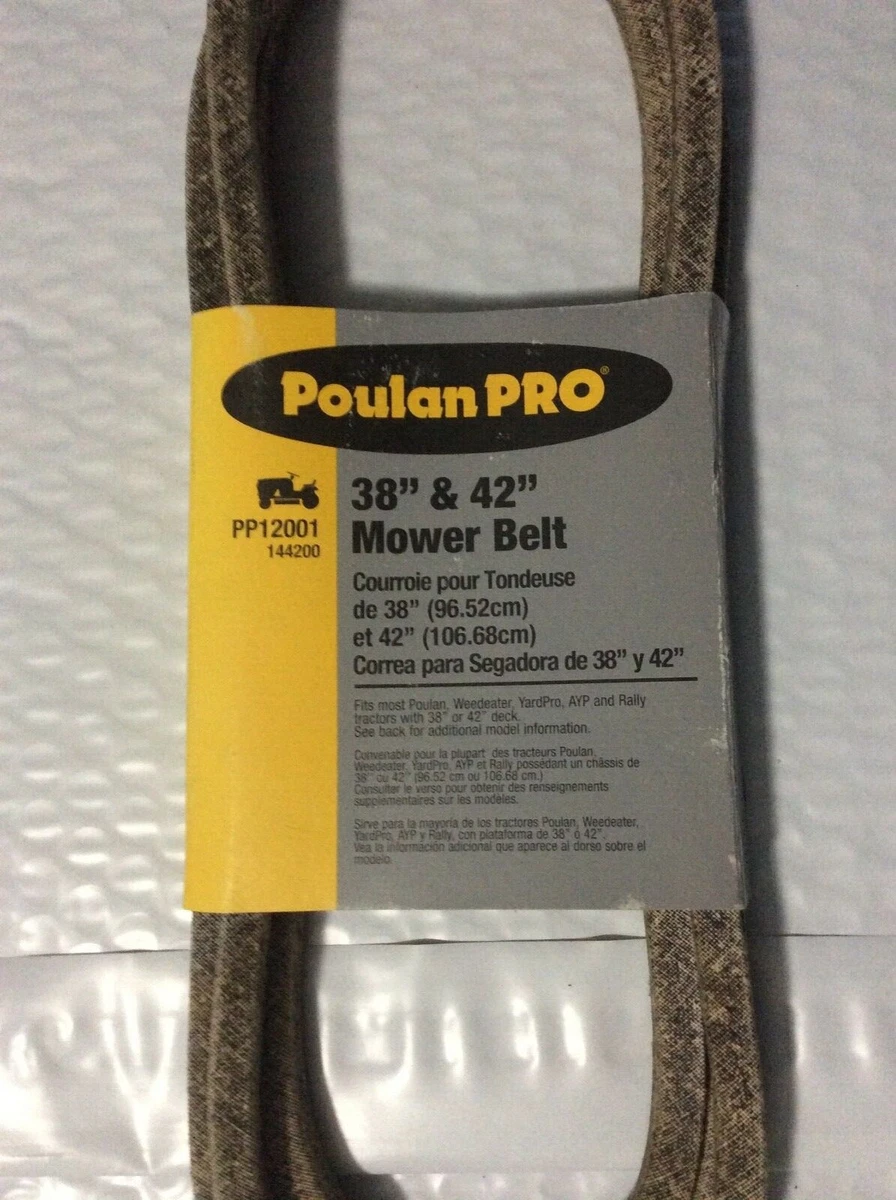 Poulan PRO®
PP12001
144200
38” & 42”
Mower Belt
Courroie pour Tondeuse
de 38” (96.52cm)
et 42” (106.68cm)
Correa para Segadora de 38” y 42”
Fits most Poulan, Weedeater, YardPro, AYP and Rally
tractors with 38” or 42” deck.
See back for additional model information.
Convenable pour la plupart des tracteurs Poulan,
Weedeater, YardPro, AYP et Rally possédant un châssis de
38” ou 42” (96.52 cm ou 106.68 cm.)
Consulter le verso pour obtenir des renseignements
supplémentaires sur les modèles.
Sirve para la mayoría de los tractores Poulan, Weedeater,
YardPro, AYP y Rally, con plataforma de 38” ó 42”.
Vea la información adicional que aparece al dorso sobre el
modelo.